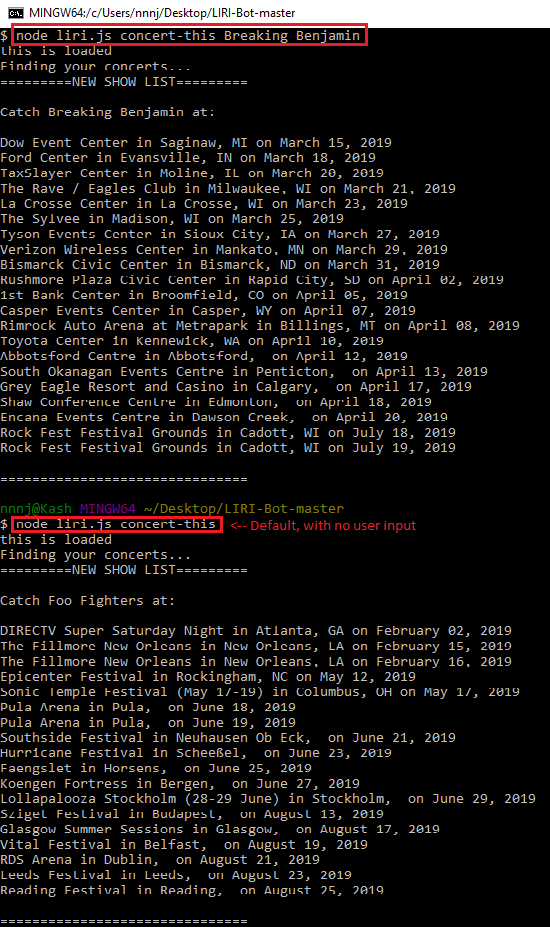 MINGW64:/c/Users/nnnj/Desktop/LIRI-Bot-master
$ node liri.js concert-this Breaking Benjamin
this is loaded
Finding your concerts...
=========NEW SHOW LIST=========
Catch Breaking Benjamin at:
Dow Event Center in Saginaw, MI on March 15, 2019
Ford Center in Evansville, IN on March 18, 2019
TaxSlayer Center in Moline, IL on March 20, 2019
The Rave / Eagles Club in Milwaukee, WI on March 21, 2019
La Crosse Center in La Crosse, WI on March 23, 2019
The Sylvee in Madison, WI on March 25, 2019
Tyson Events Center in Sioux City, IA on March 27, 2019
Verizon Wireless Center in Mankato, MN on March 29, 2019
Bismarck Civic Center in Bismarck, ND on March 31, 2019
Rushmore Plaza Civic Center in Rapid City, SD on April 02, 2019
1st Bank Center in Broomfield, CO on April 05, 2019
Casper Events Center in Casper, WY on April 07, 2019
Rimrock Auto Arena at Metrapark in Billings, MT on April 08, 2019
Toyota Center in Kennewick, WA on April 10, 2019
Abbotsford Centre in Abbotsford,  on April 12, 2019
South Okanagan Events Centre in Penticton,  on April 13, 2019
Grey Eagle Resort and Casino in Calgary,  on April 17, 2019
Shaw Conference Centre in Edmonton,  on April 18, 2019
Encana Events Centre in Dawson Creek,  on April 20, 2019
Rock Fest Festival Grounds in Cadott, WI on July 18, 2019
Rock Fest Festival Grounds in Cadott, WI on July 19, 2019
===============================
nnnj@Kash MINGW64 ~/Desktop/LIRI-Bot-master
$ node liri.js concert-this <-- Default, with no user input
this is loaded
Finding your concerts...
=========NEW SHOW LIST=========
Catch Foo Fighters at:
DIRECTV Super Saturday Night in Atlanta, GA on February 02, 2019
The Fillmore New Orleans in New Orleans, LA on February 15, 2019
The Fillmore New Orleans in New Orleans, LA on February 16, 2019
Epicenter Festival in Rockingham, NC on May 12, 2019
Sonic Temple Festival (May 17-19) in Columbus, OH on May 17, 2019
Pula Arena in Pula,  on June 18, 2019
Pula Arena in Pula,  on June 19, 2019
Southside Festival in Neuhausen Ob Eck,  on June 21, 2019
Hurricane Festival in Scheeßel,  on June 23, 2019
Faengslet in Horsens,  on June 25, 2019
Koengen Fortress in Bergen,  on June 27, 2019
Lollapalooza Stockholm (28-29 June) in Stockholm,  on June 29, 2019
Sziget Festival in Budapest,  on August 13, 2019
Glasgow Summer Sessions in Glasgow,  on August 17, 2019
Vital Festival in Belfast,  on August 19, 2019
RDS Arena in Dublin,  on August 21, 2019
Leeds Festival in Leeds,  on August 23, 2019
Reading Festival in Reading,  on August 25, 2019
===============================